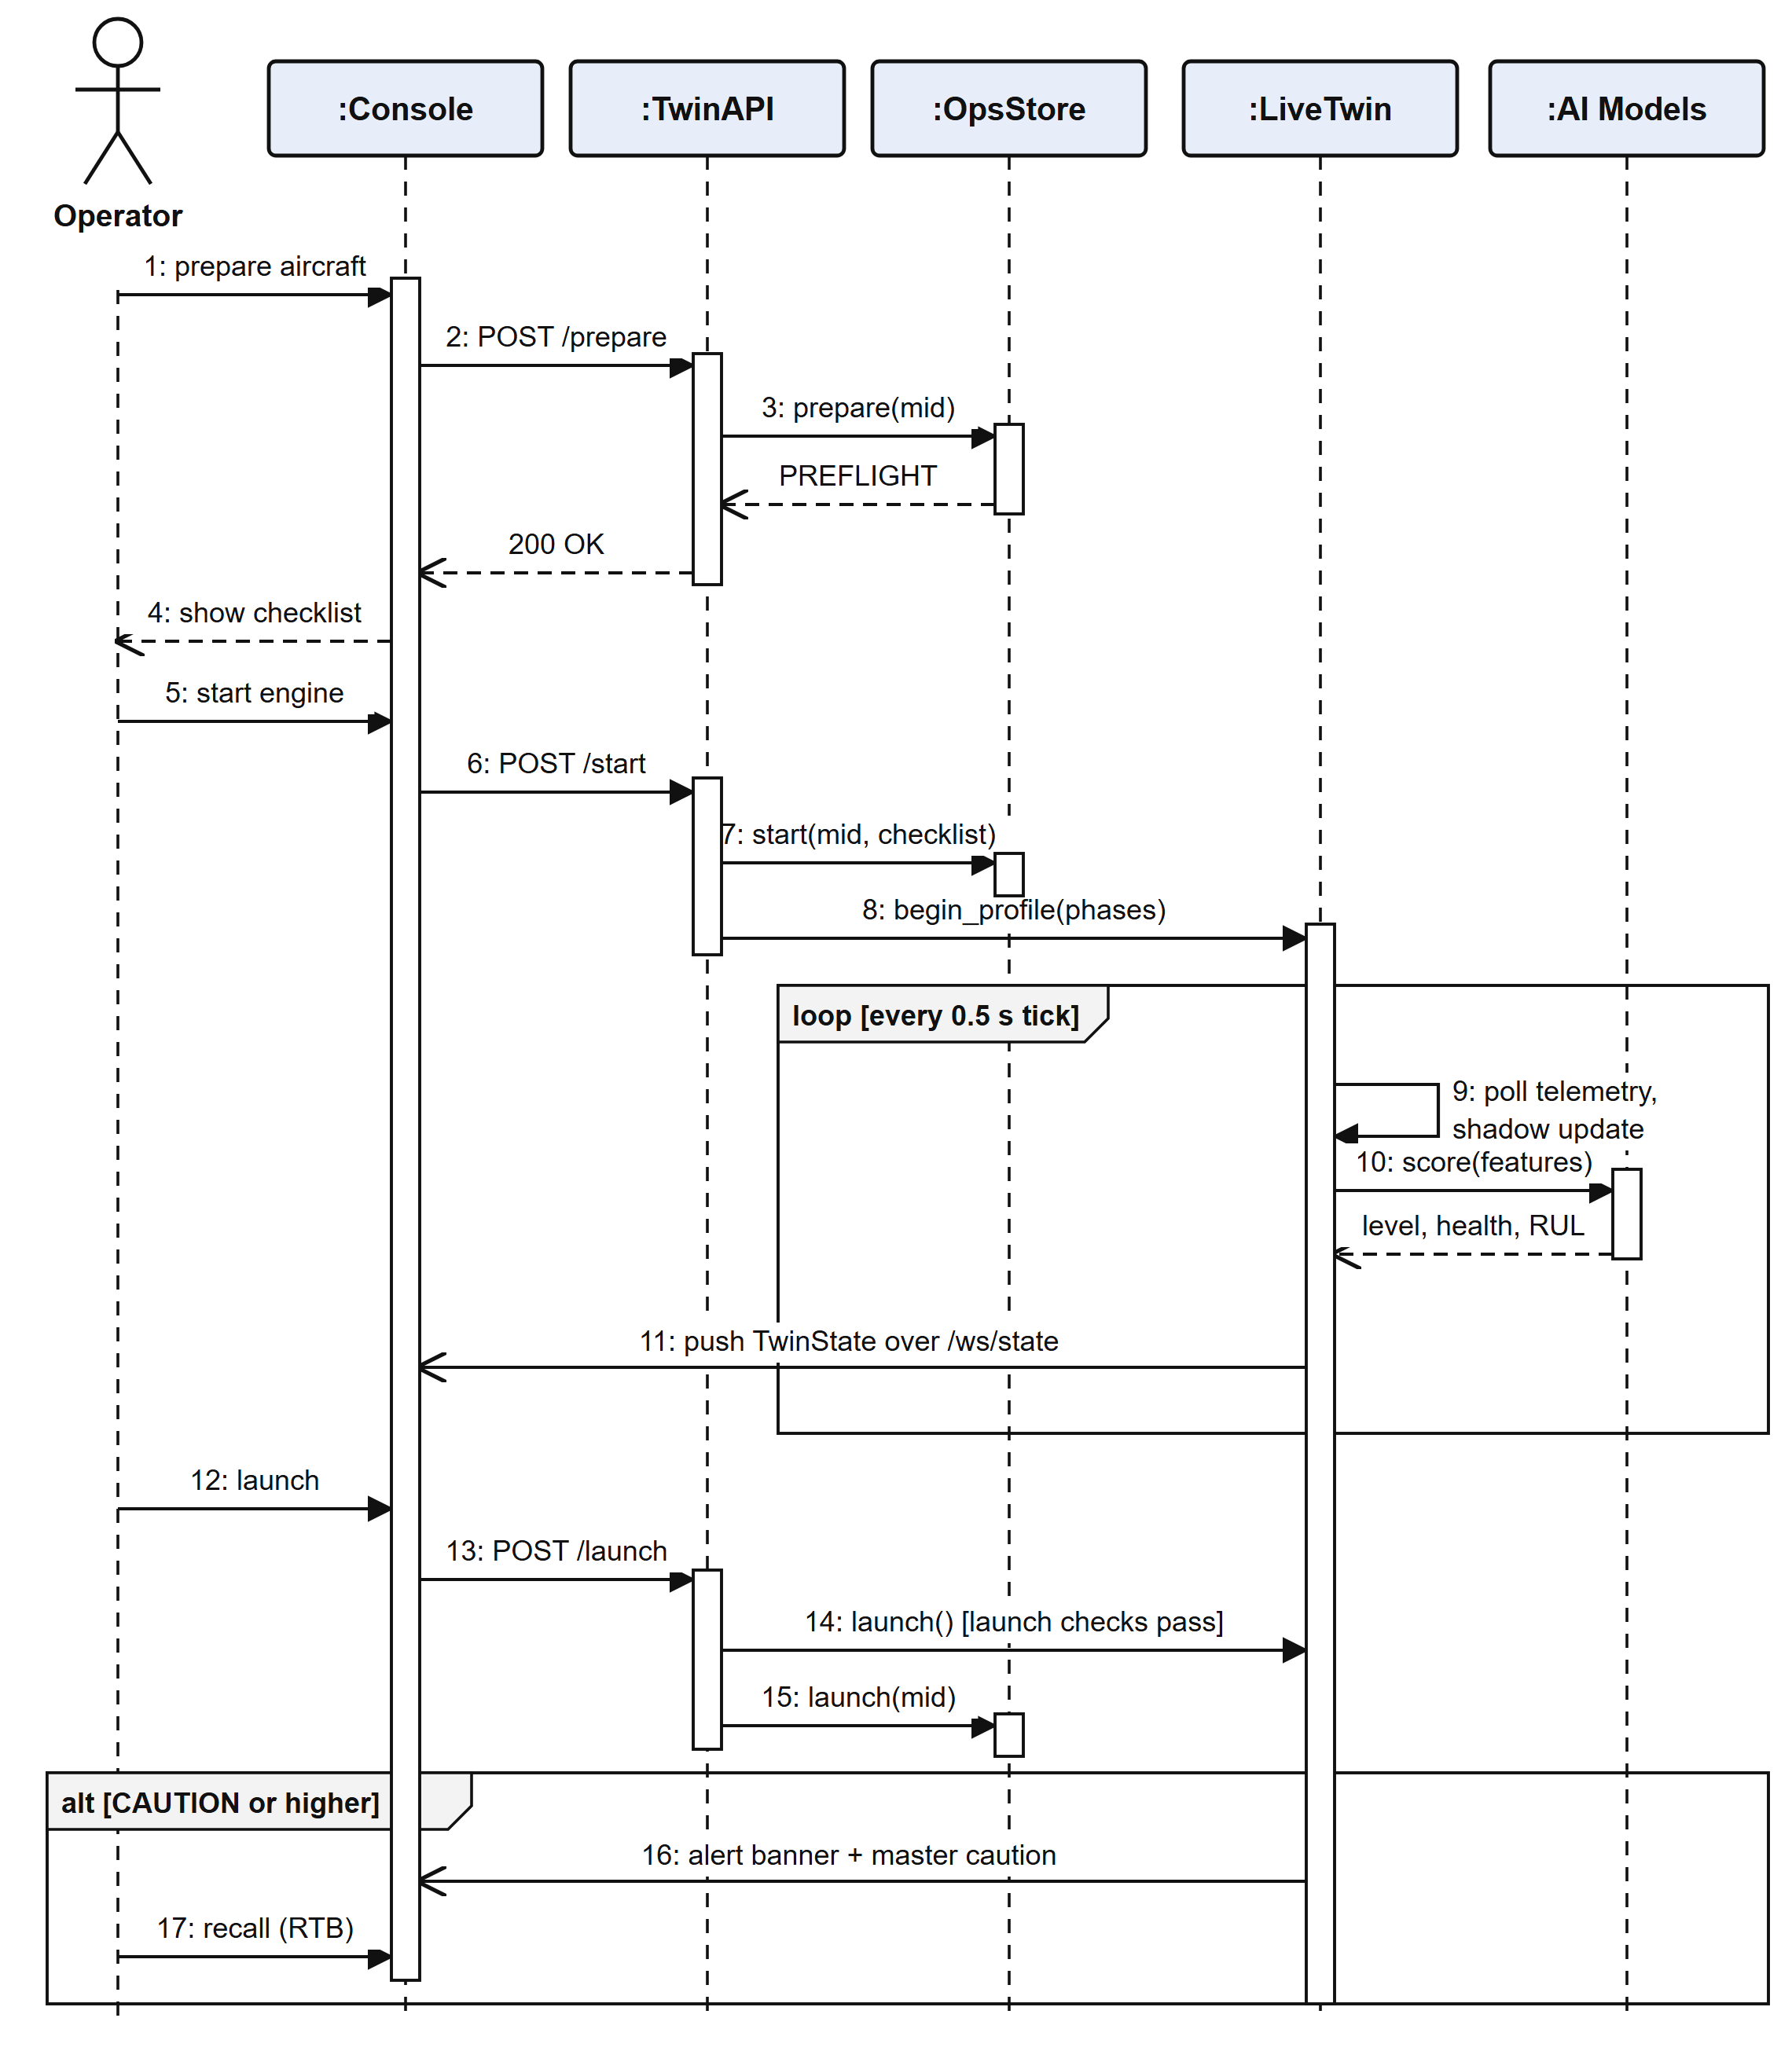 :Console
:TwinAPI
:OpsStore
:LiveTwin
:AI Models
Operator
1: prepare aircraft
2: POST /prepare
3: prepare(mid)
PREFLIGHT
200 OK
4: show checklist
5: start engine
6: POST /start
7: start(mid, checklist)
8: begin_profile(phases)
loop [every 0.5 s tick]
9: poll telemetry,
shadow update
10: score(features)
level, health, RUL
11: push TwinState over /ws/state
12: launch
13: POST /launch
14: launch() [launch checks pass]
15: launch(mid)
alt [CAUTION or higher]
16: alert banner + master caution
17: recall (RTB)